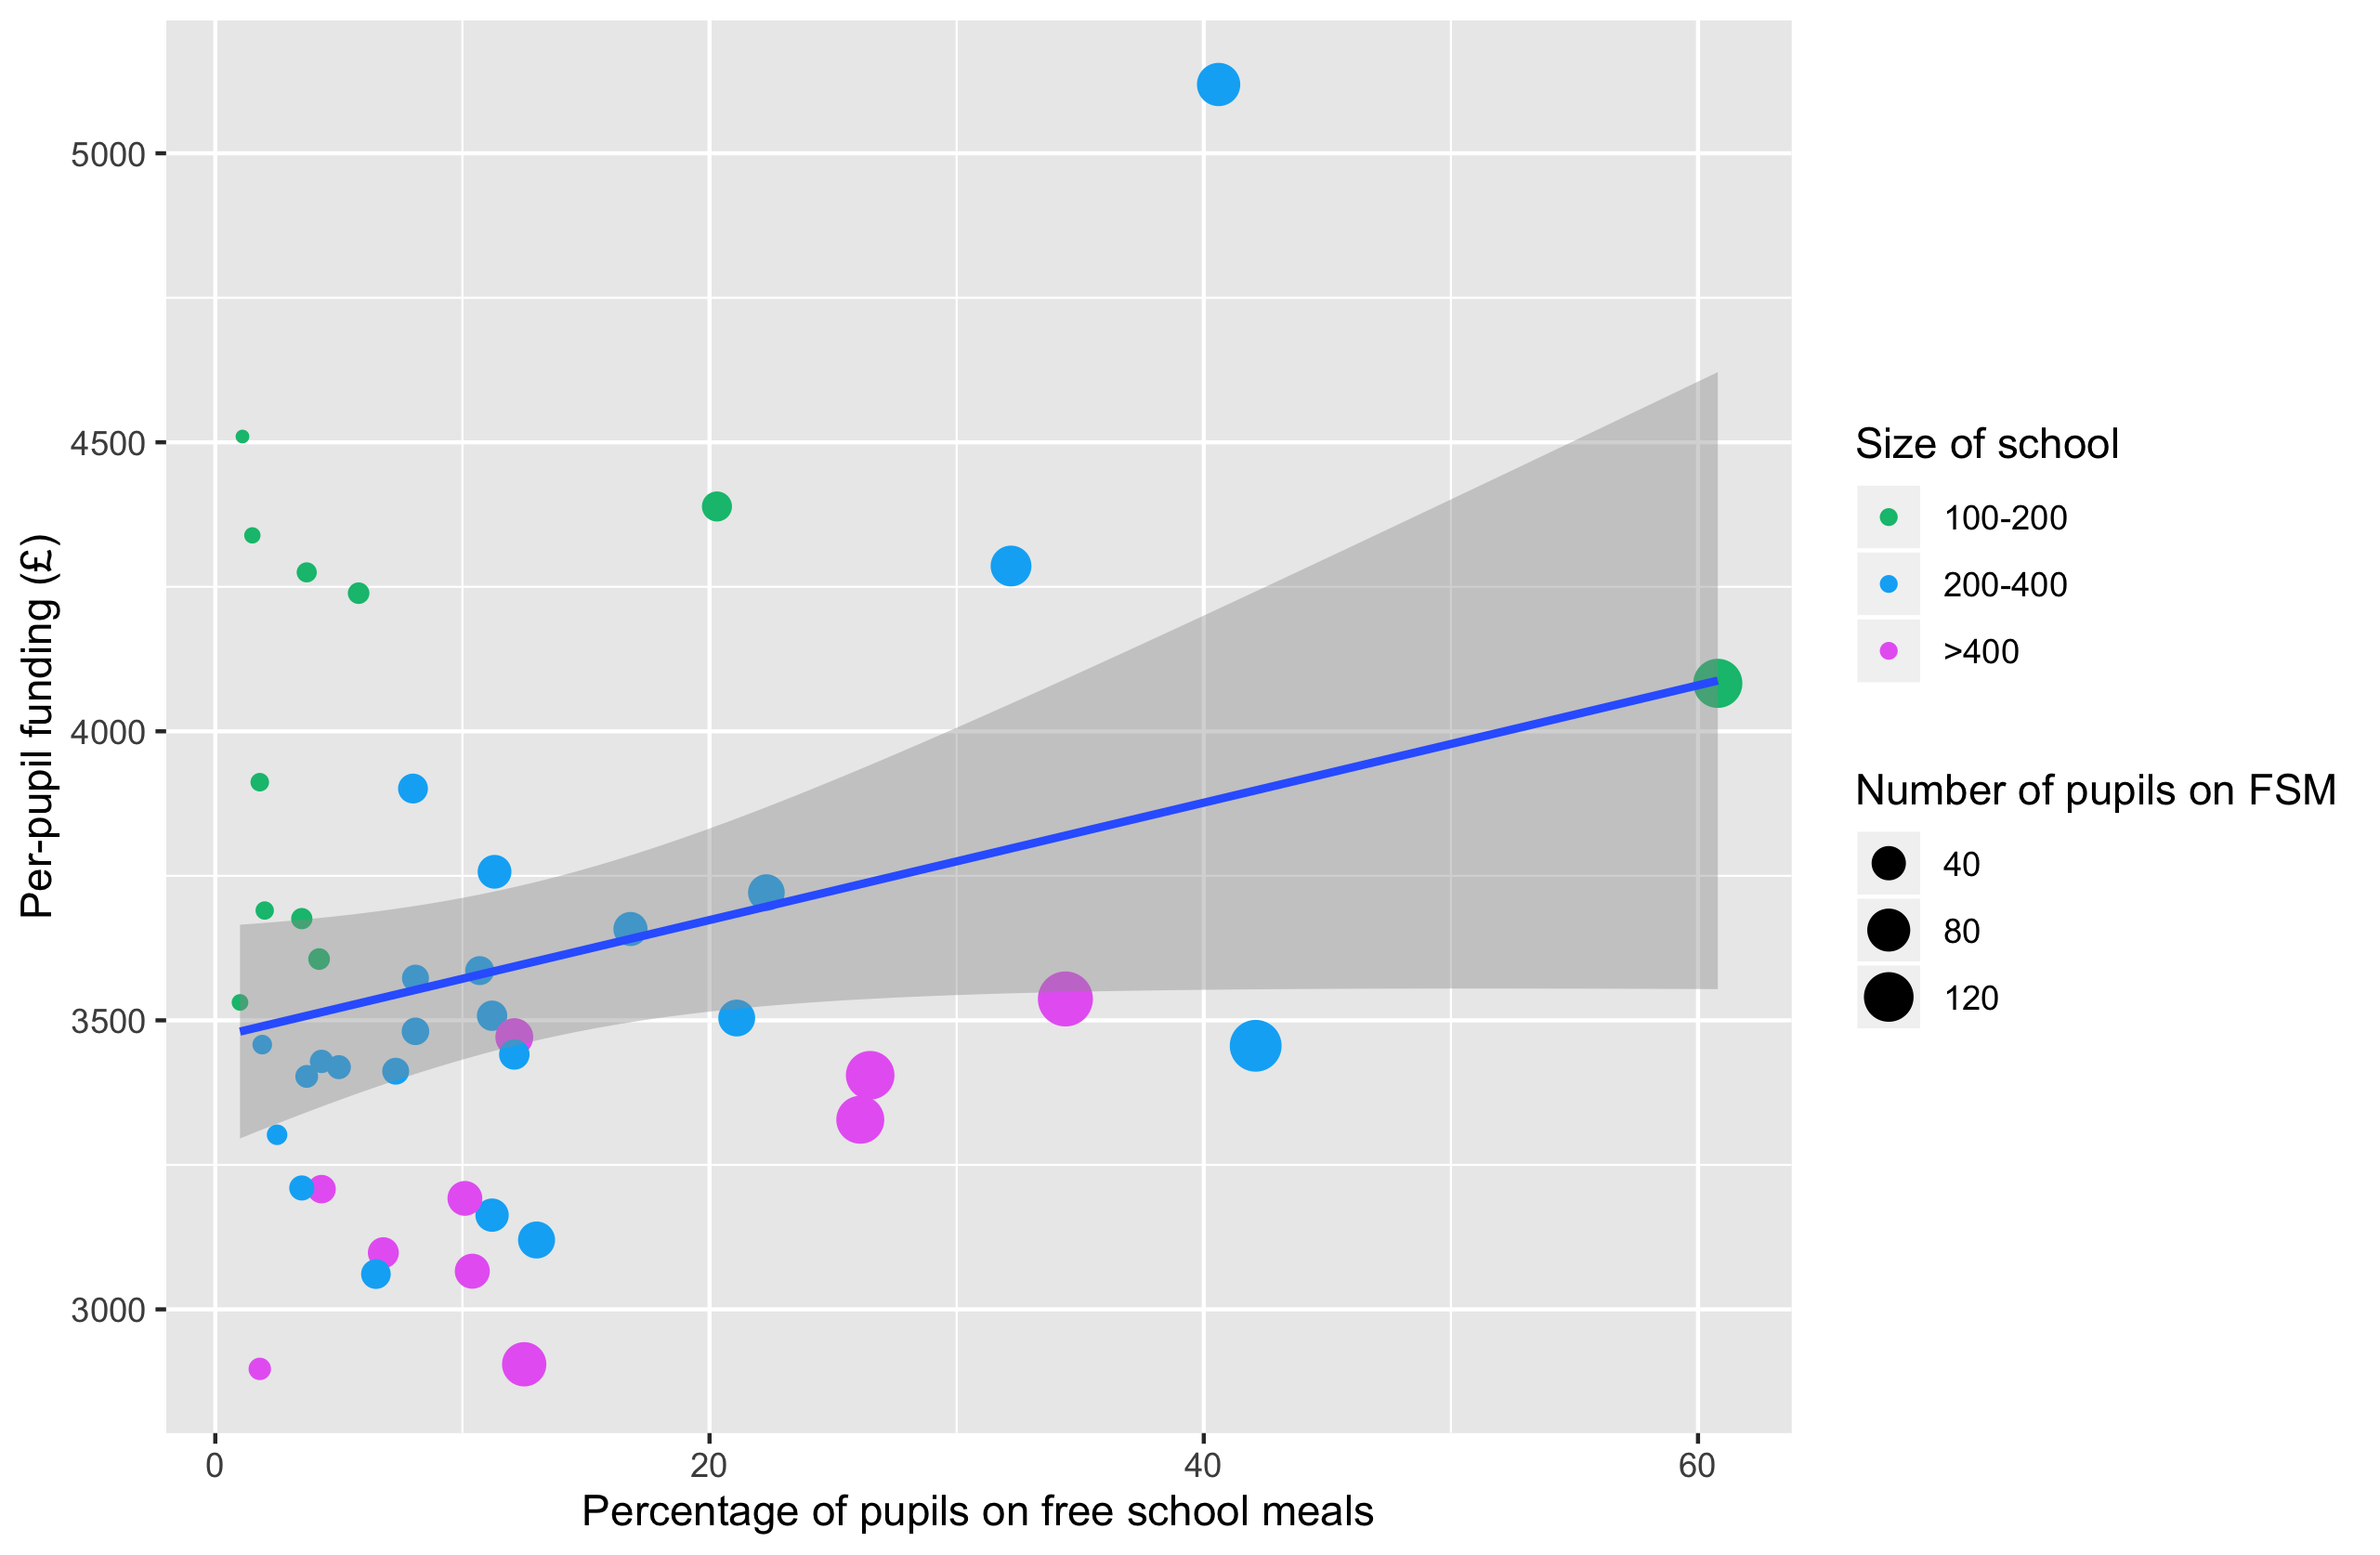 Per-pupil funding (£)
5000
4500
4000
3500
3000
0 20 40 60
Percentage of pupils on free school meals
Size of school
100-200
200-400
>400
Number of pupils on FSM
40
80
120